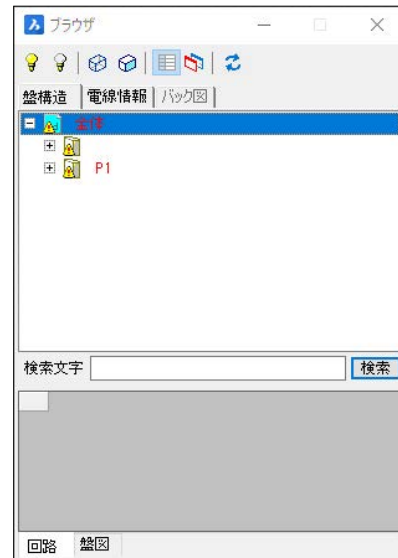 ブラウザ
盤構造 電線情報 バック図
全体
P1
検索文字 検索
回路 盤図